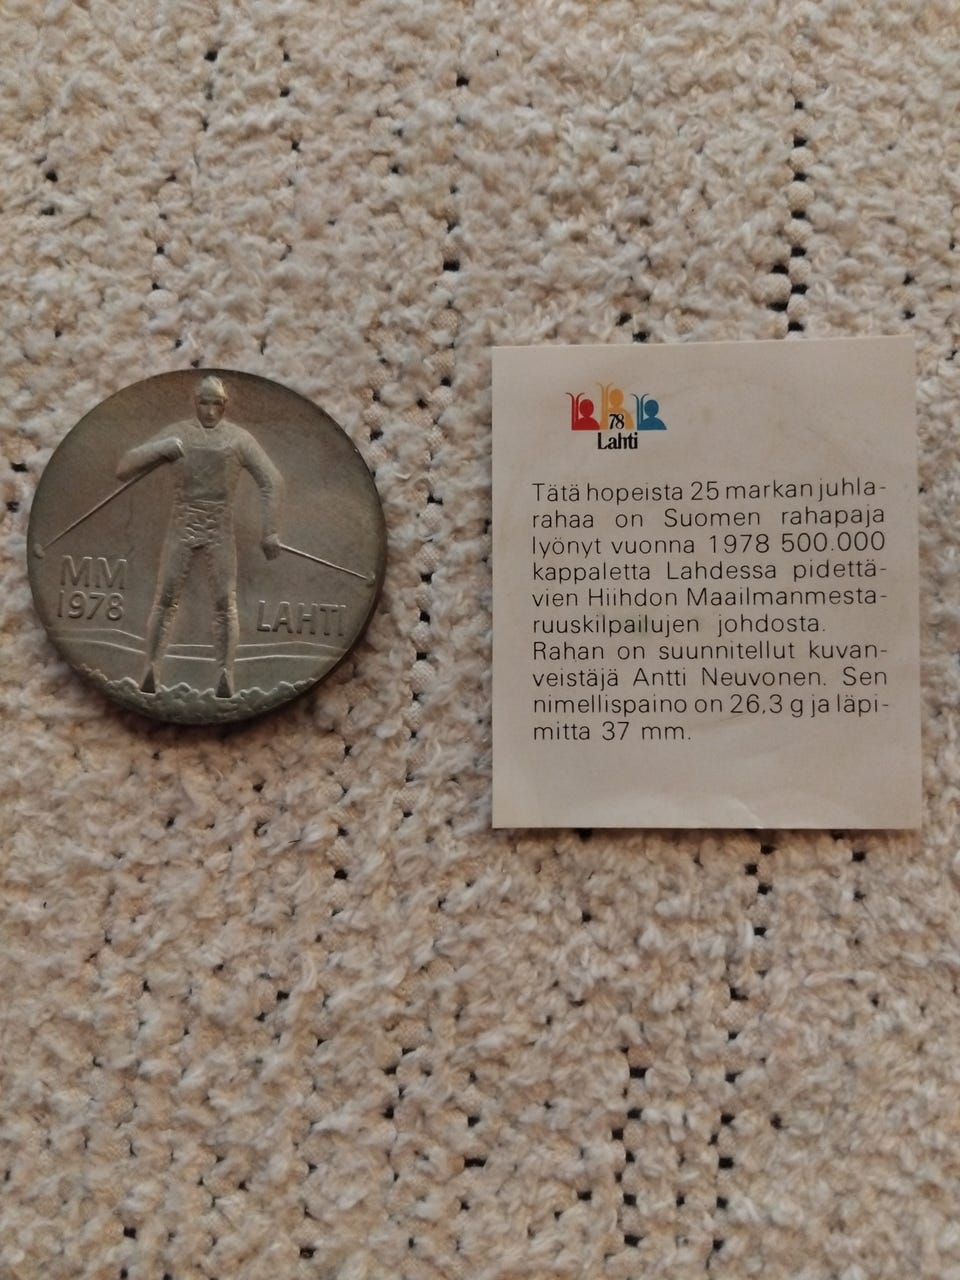 MM
1978
LAHTI
78
Lahti
Tätä hopeista 25 markan juhla-
rahaa on Suomen rahapaja
lyönyt vuonna 1978 500.000
kappaletta Lahdessa pidettä-
vien Hiihdon Maailmanmesta-
ruuskilpailujen johdosta.
Rahan on suunnitellut kuvan-
veistäjä Antti Neuvonen. Sen
nimellispaino on 26,3 g ja läpi-
mitta 37 mm.